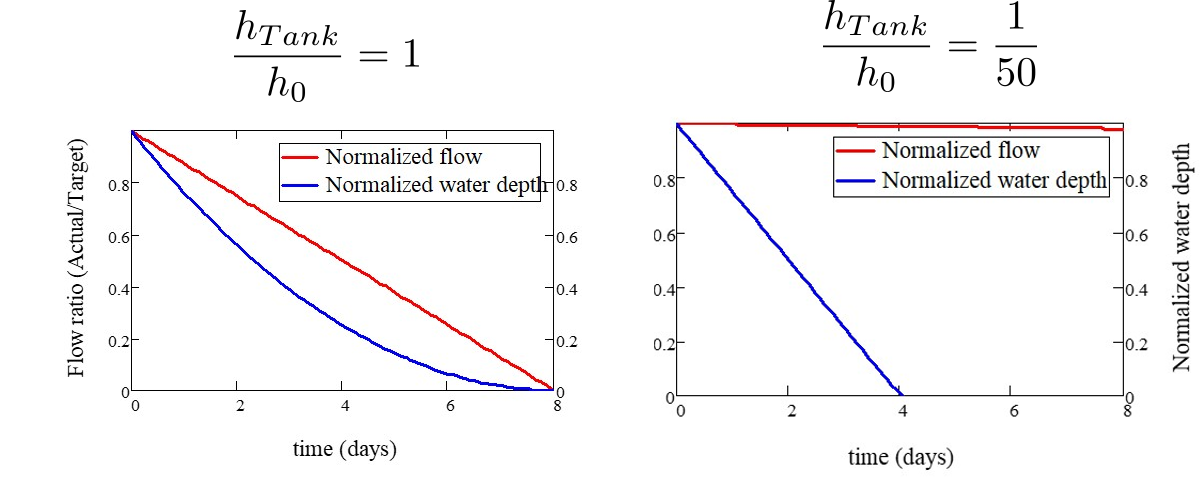 h_Tank / h_0 = 1
Flow ratio (Actual/Target)
Normalized flow
Normalized water depth
0.8
0.6
0.4
0.2
0
0.8
0.6
0.4
0.2
0
0 2 4 6 8
time (days)
h_Tank / h_0 = 1 / 50
Normalized flow
Normalized water depth
0.8
0.6
0.4
0.2
0
0.8
0.6
0.4
0.2
0
0 2 4 6 8
time (days)
Normalized water depth